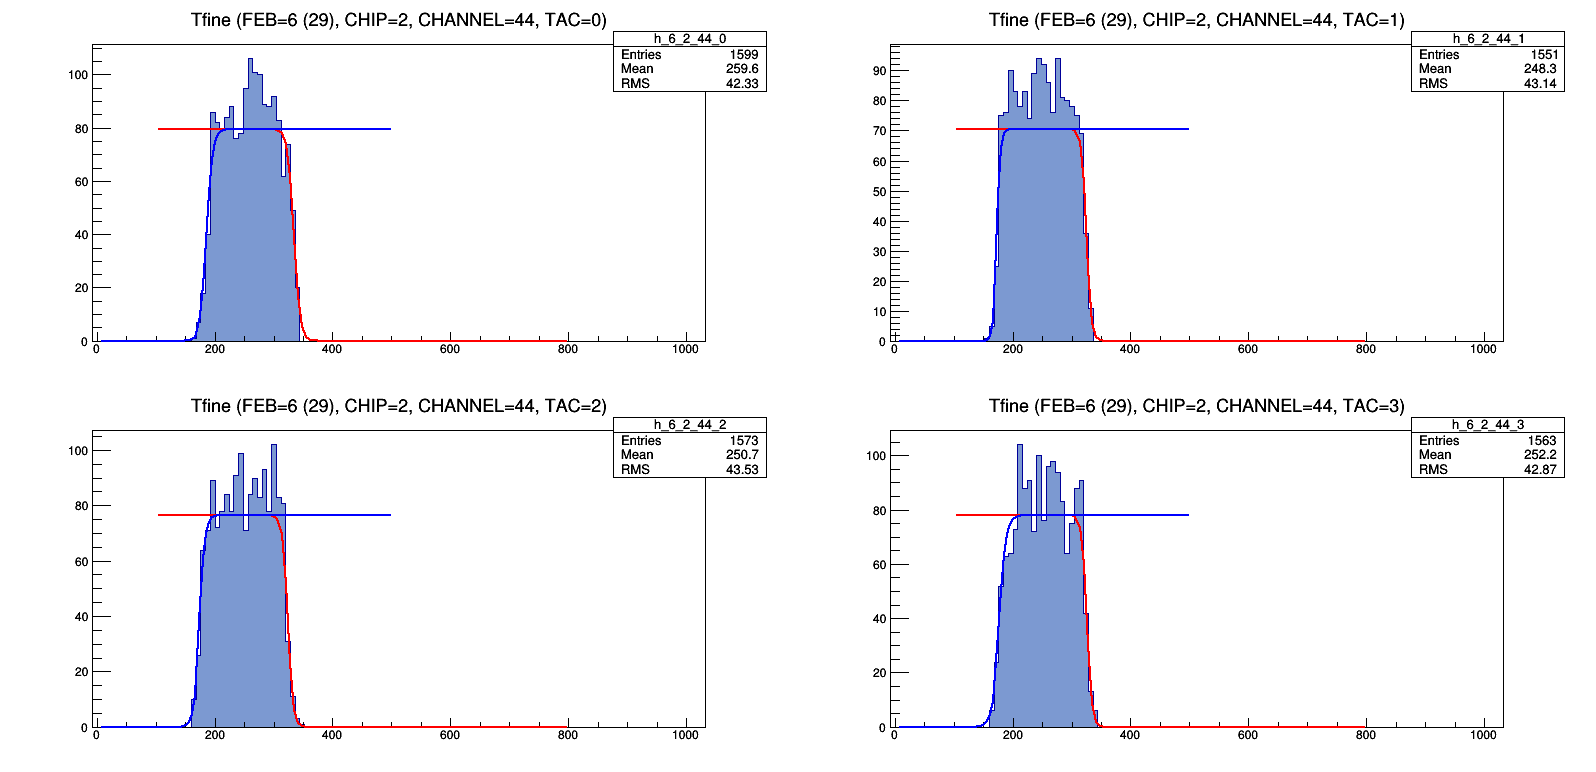 Tfine (FEB=6 (29), CHIP=2, CHANNEL=44, TAC=0)
h_6_2_44_0
Entries 1599
Mean 259.6
RMS 42.33
100
80
60
40
20
0
0 200 400 600 800 1000
Tfine (FEB=6 (29), CHIP=2, CHANNEL=44, TAC=1)
h_6_2_44_1
Entries 1551
Mean 248.3
RMS 43.14
90
80
70
60
50
40
30
20
10
0
0 200 400 600 800 1000
Tfine (FEB=6 (29), CHIP=2, CHANNEL=44, TAC=2)
h_6_2_44_2
Entries 1573
Mean 250.7
RMS 43.53
100
80
60
40
20
0
0 200 400 600 800 1000
Tfine (FEB=6 (29), CHIP=2, CHANNEL=44, TAC=3)
h_6_2_44_3
Entries 1563
Mean 252.2
RMS 42.87
100
80
60
40
20
0
0 200 400 600 800 1000